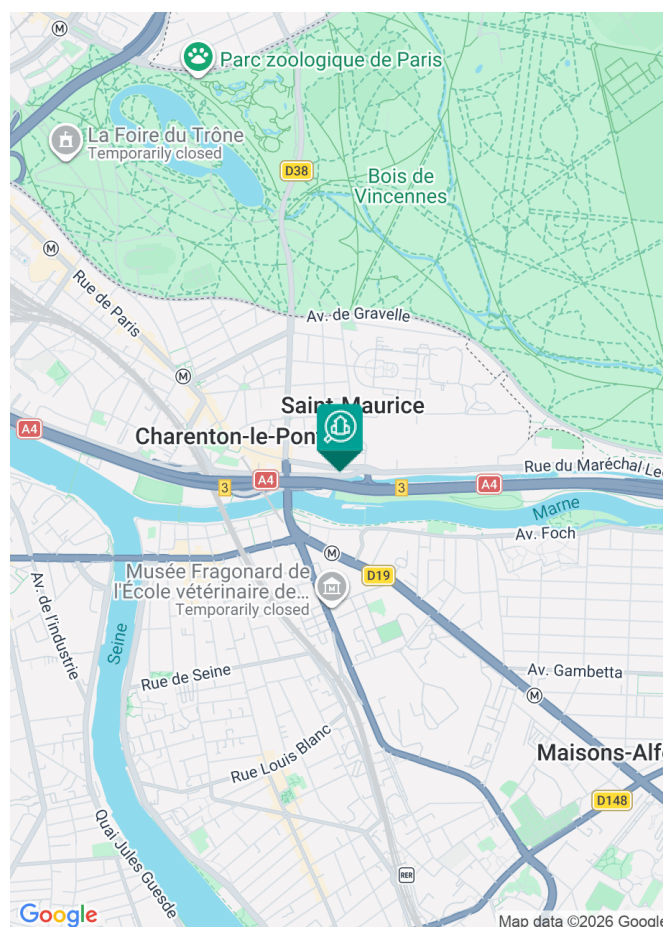 M
Parc zoologique de Paris
La Foire du Trône
Temporarily closed
D38
Bois de
Vincennes
M
Rue de Paris
Av. de Gravelle
M
Saint-Maurice
Charenton-le-Pont
A4
Rue du Maréchal Lec
3
A4
3
A4
Marne
Av. Foch
M
Musée Fragonard de
l'École vétérinaire de...
Temporarily closed
D19
Av. de l'industrie
Seine
Rue de Seine
Av. Gambetta
M
Rue Louis Blanc
Maisons-Alfo
D148
Quai Jules Guesde
RER
Google
Map data ©2026 Google